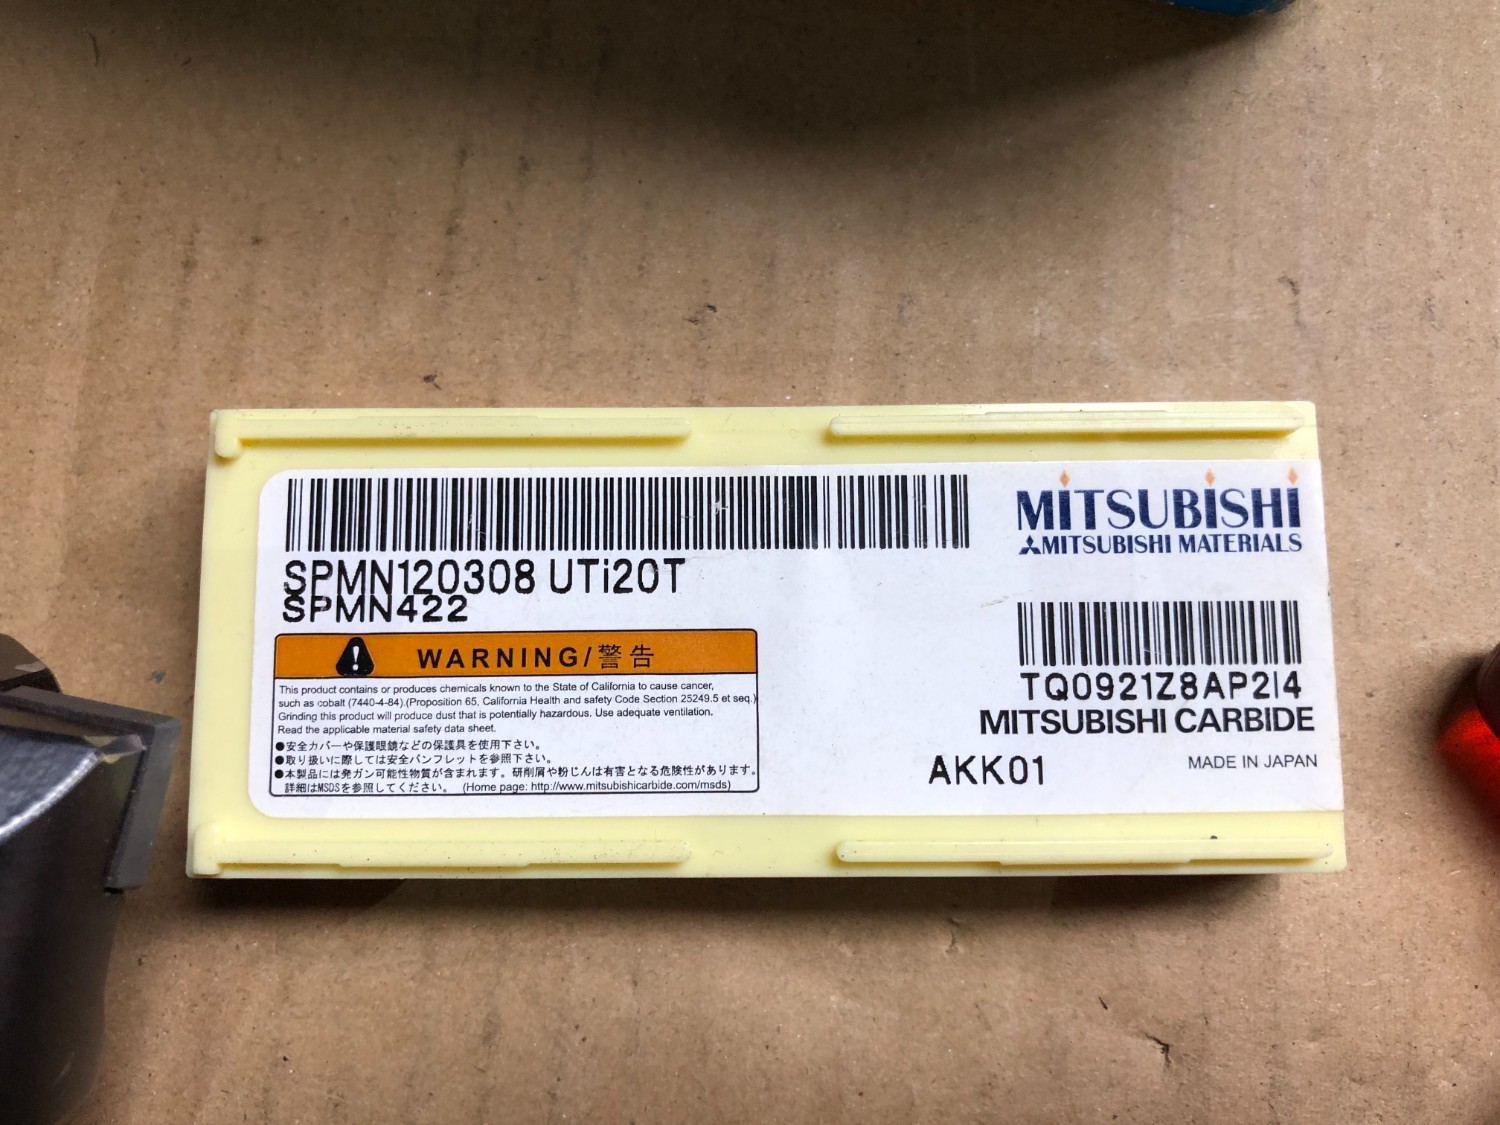 SPMN120308 UTi20T
SPMN422
WARNING/警告
This product contains or produces chemicals known to the State of California to cause cancer,
such as cobalt (7440-4-84).(Proposition 65, California Health and safety Code Section 25249.5 et seq.)
Grinding this product will produce dust that is potentially hazardous. Use adequate ventilation.
Read the applicable material safety data sheet.
●安全カバーや保護眼鏡などの保護具を使用下さい。
●取り扱いに際しては安全パンフレットを参照下さい。
●本製品には発ガン可能性物質が含まれます。研削屑や粉じんは有害となる危険性があります。
詳細はMSDSを参照してください。 (Home page: http://www.mitsubishicarbide.com/msds)
MITSUBISHI
MITSUBISHI MATERIALS
TQ0921Z8AP2I4
MITSUBISHI CARBIDE
AKK01
MADE IN JAPAN